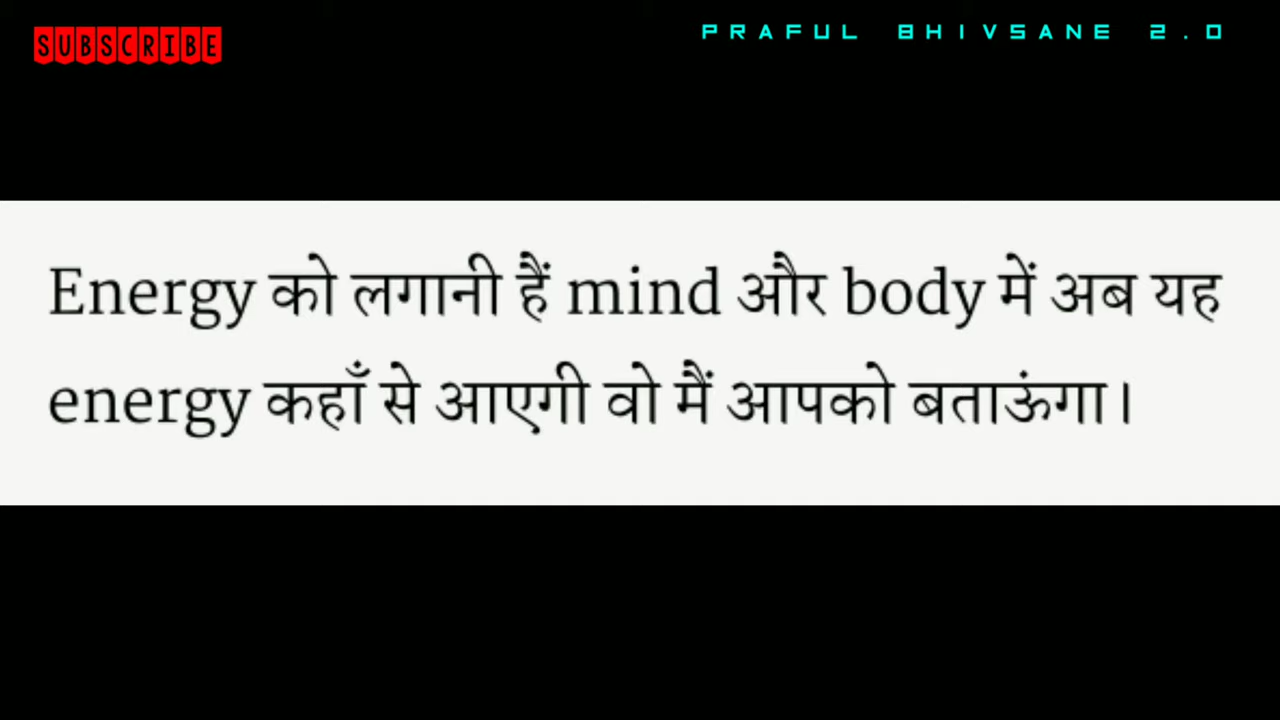 SUBSCRIBE
PRAFUL BHIVSANE 2.0
Energy को लगानी हैं mind और body में अब यह
energy कहाँ से आएगी वो मैं आपको बताऊंगा।